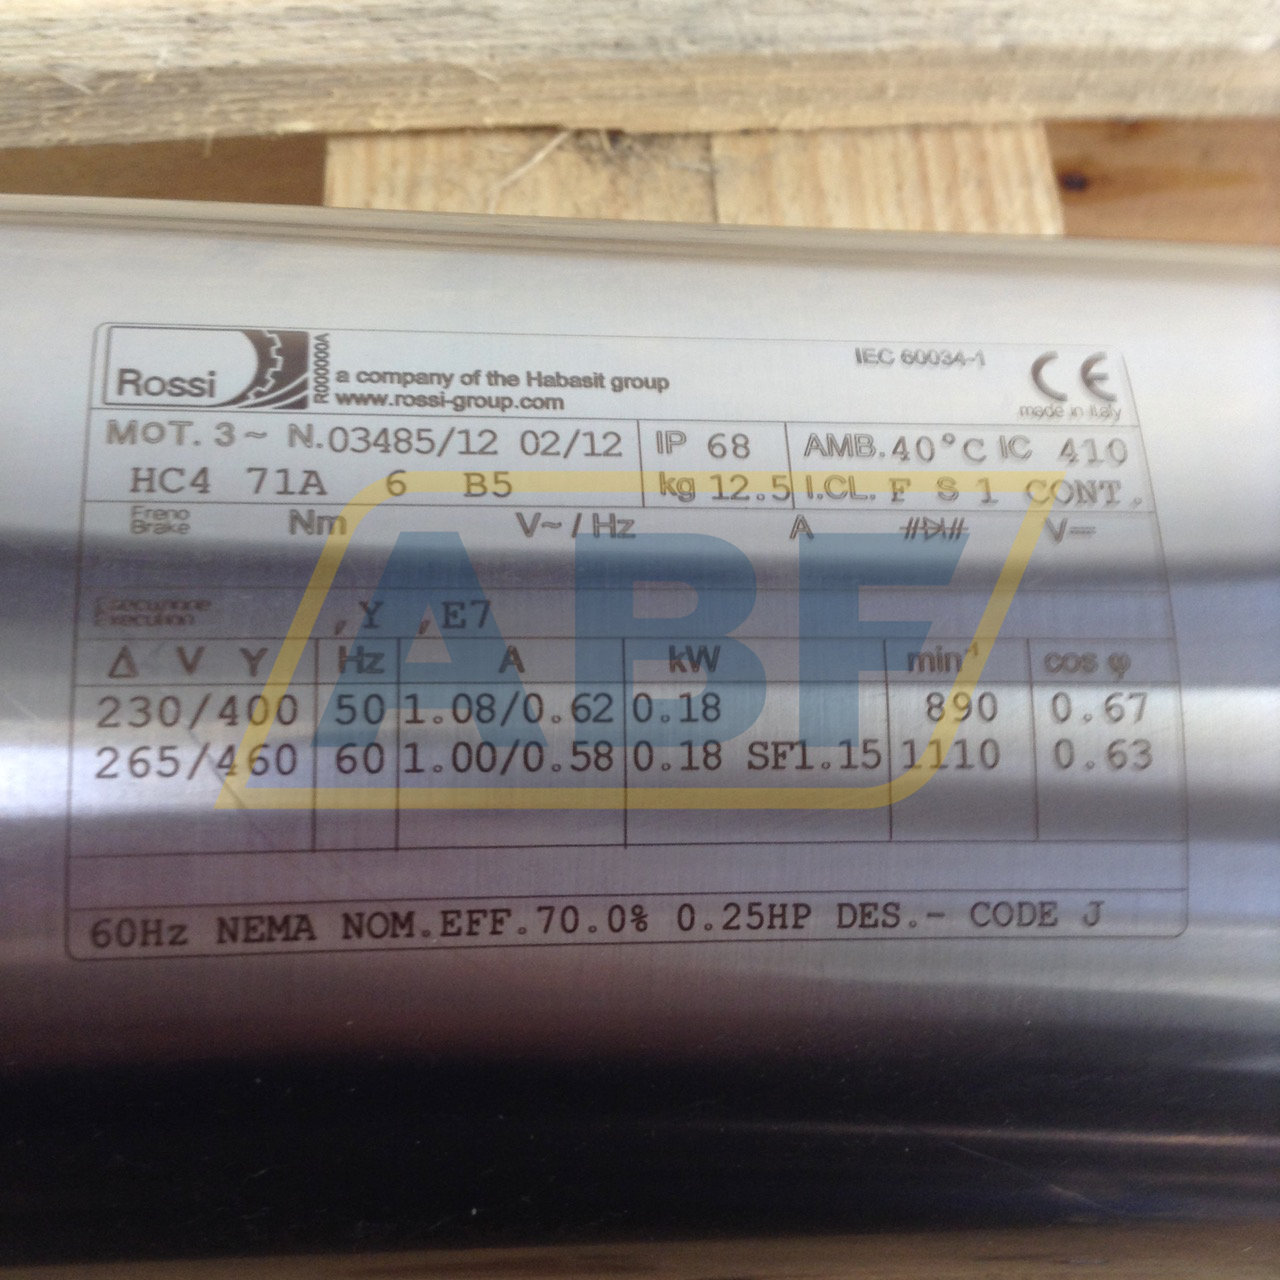 Rossi
R000000A
a company of the Habasit group
www.rossi-group.com
IEC 60034-1
CE
made in Italy
MOT. 3~ N.03485/12 02/12 IP 68 AMB.40°C IC 410
HC4 71A 6 B5 kg 12.5 I.CL. F S 1 CONT.
Freno
Brake Nm V~/Hz A V⎓
Esecuzione
Execution ,Y ,E7
Δ V Y Hz A kW min-1 cos φ
230/400 50 1.08/0.62 0.18 890 0.67
265/460 60 1.00/0.58 0.18 SF1.15 1110 0.63
60Hz NEMA NOM.EFF.70.0% 0.25HP DES.- CODE J
ABF